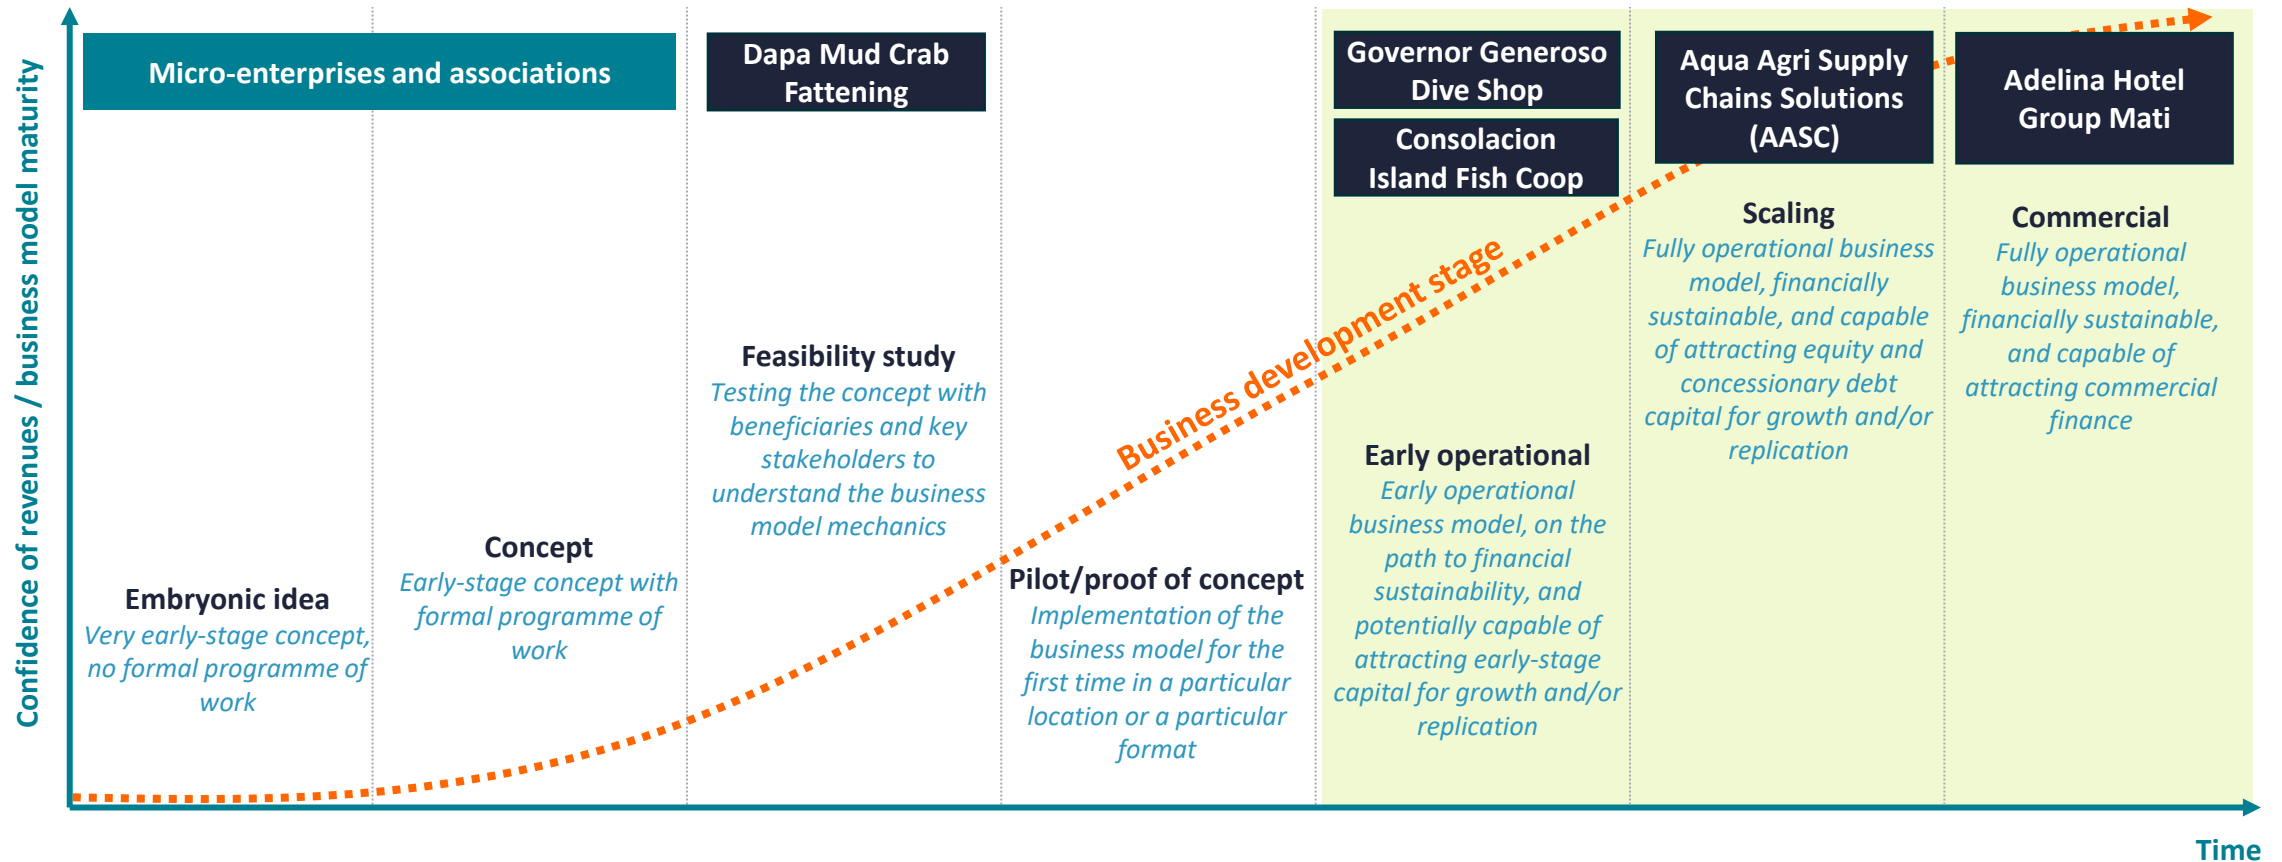 Confidence of revenues / business model maturity
Micro-enterprises and associations
Dapa Mud Crab
Fattening
Governor Generoso
Dive Shop
Consolacion
Island Fish Coop
Aqua Agri Supply
Chains Solutions
(AASC)
Adelina Hotel
Group Mati
Business development stage
Embryonic idea
Very early-stage concept,
no formal programme of
work
Concept
Early-stage concept with
formal programme of
work
Feasibility study
Testing the concept with
beneficiaries and key
stakeholders to
understand the business
model mechanics
Pilot/proof of concept
Implementation of the
business model for the
first time in a particular
location or a particular
format
Early operational
Early operational
business model, on the
path to financial
sustainability, and
potentially capable of
attracting early-stage
capital for growth and/or
replication
Scaling
Fully operational business
model, financially
sustainable, and capable
of attracting equity and
concessionary debt
capital for growth and/or
replication
Commercial
Fully operational
business model,
financially sustainable,
and capable of
attracting commercial
finance
Time